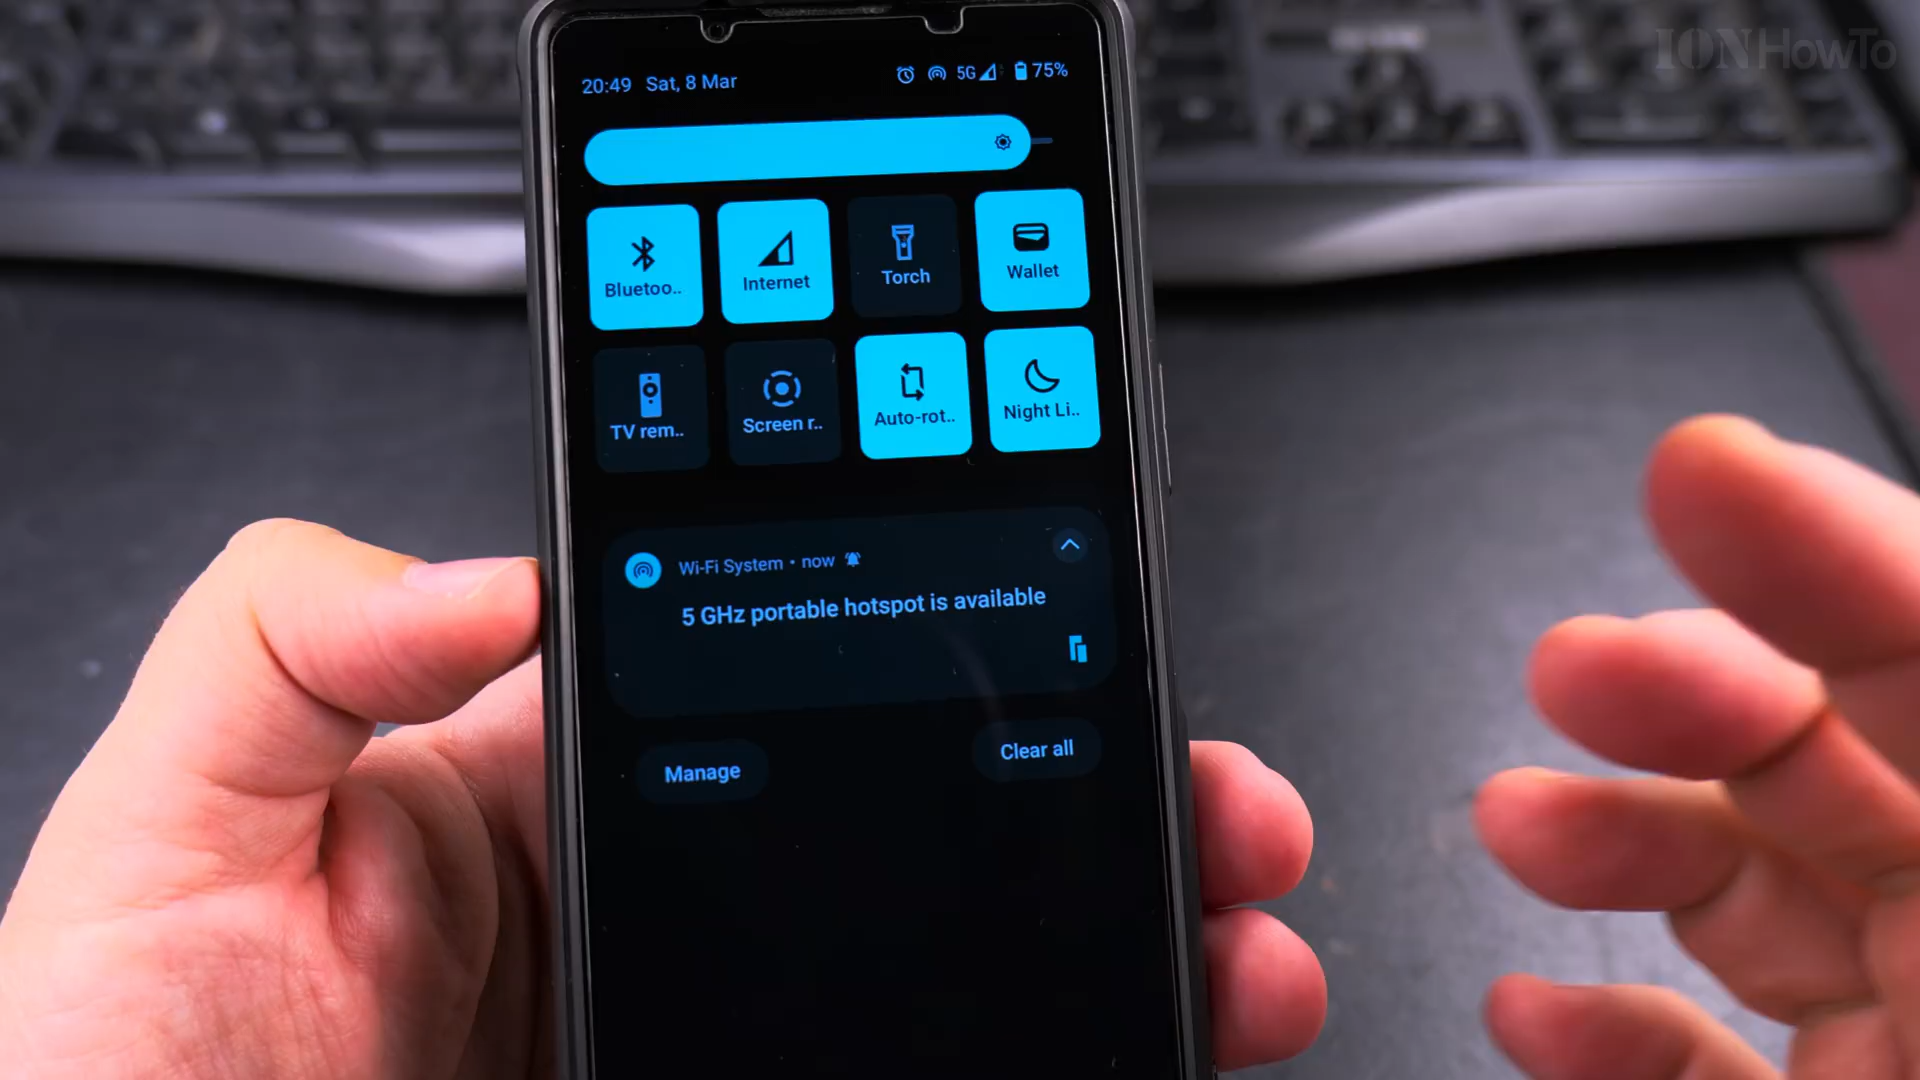 IONHowTo
20:49 Sat, 8 Mar 5G 75%
Bluetoo..
Internet
Torch
Wallet
TV rem..
Screen r..
Auto-rot..
Night Li..
Wi-Fi System • now
5 GHz portable hotspot is available
Manage
Clear all